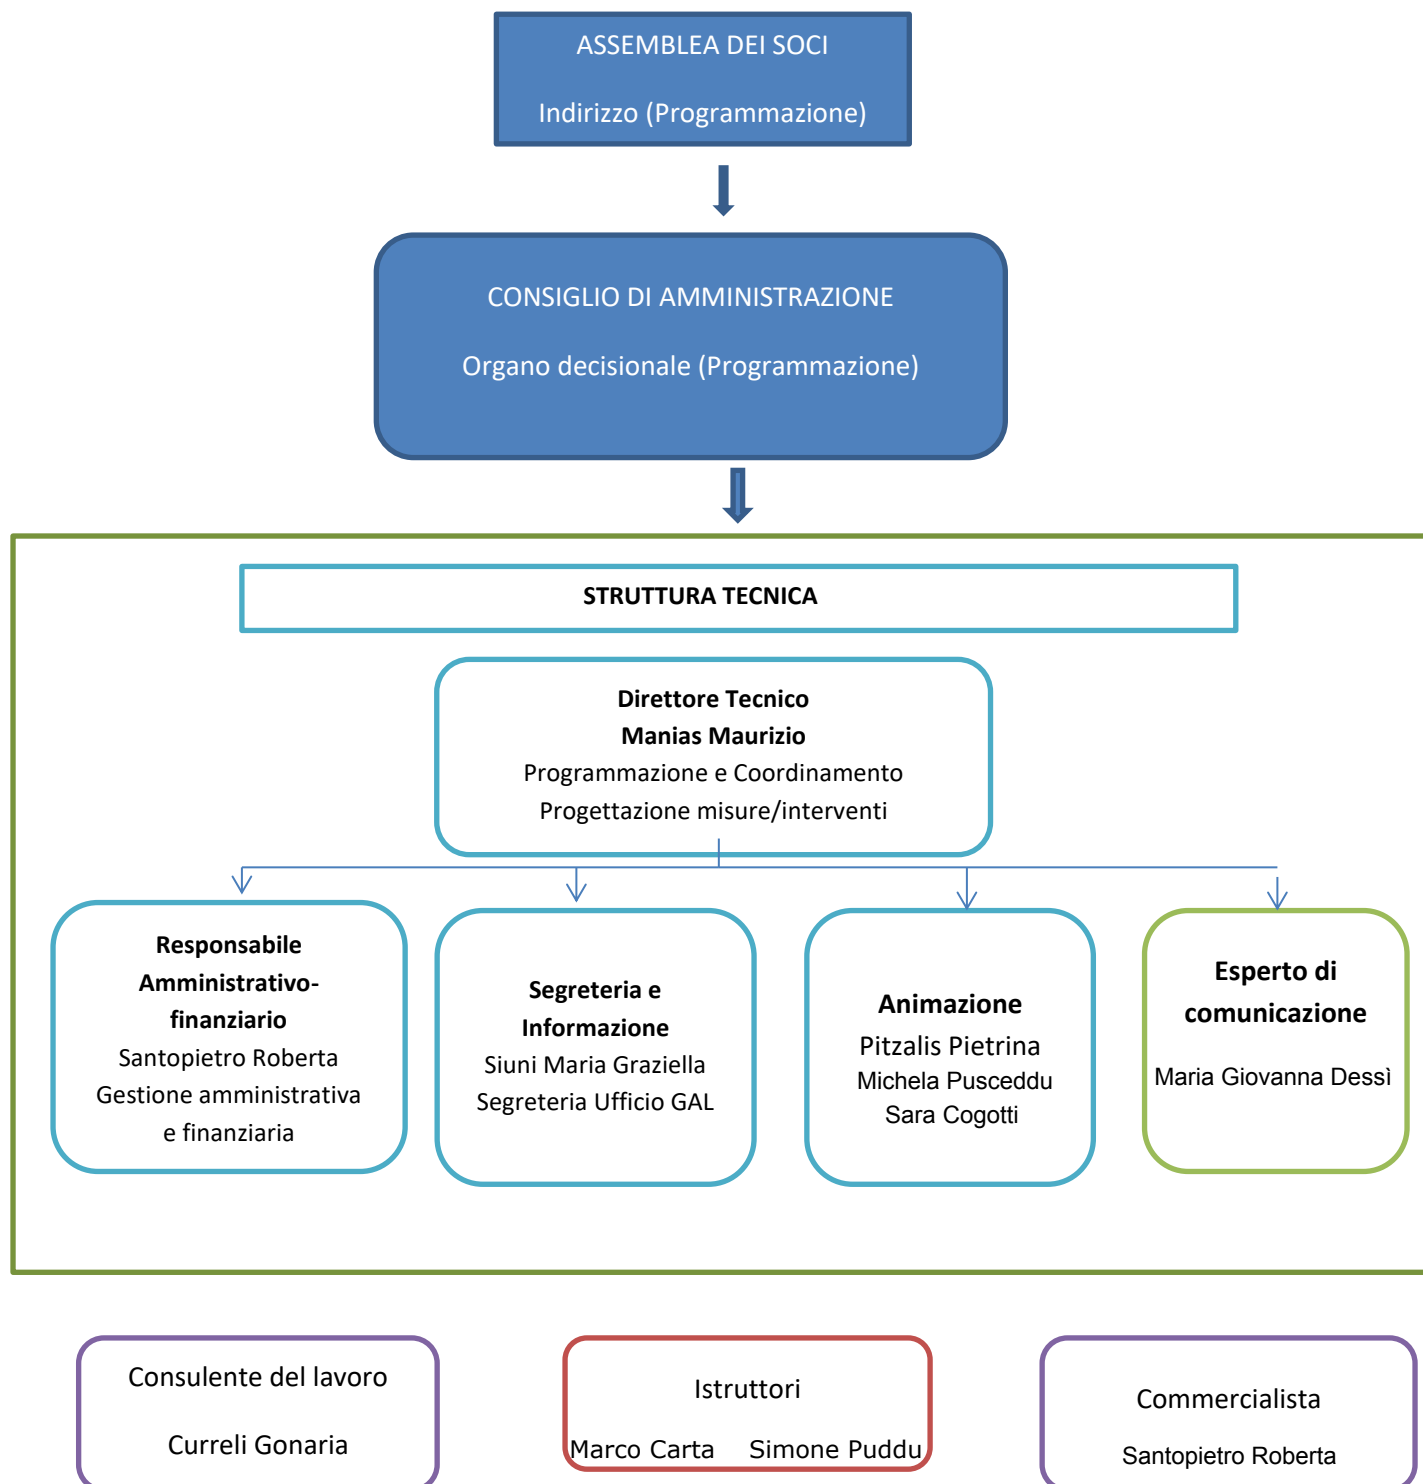 ASSEMBLEA DEI SOCI
Indirizzo (Programmazione)
CONSIGLIO DI AMMINISTRAZIONE
Organo decisionale (Programmazione)
STRUTTURA TECNICA
Direttore Tecnico
Manias Maurizio
Programmazione e Coordinamento
Progettazione misure/interventi
Responsabile
Amministrativo-
finanziario
Santopietro Roberta
Gestione amministrativa
e finanziaria
Segreteria e
Informazione
Siuni Maria Graziella
Segreteria Ufficio GAL
Animazione
Pitzalis Pietrina
Michela Pusceddu
Sara Cogotti
Esperto di
comunicazione
Maria Giovanna Dessì
Consulente del lavoro
Curreli Gonaria
Istruttori
Marco Carta Simone Puddu
Commercialista
Santopietro Roberta